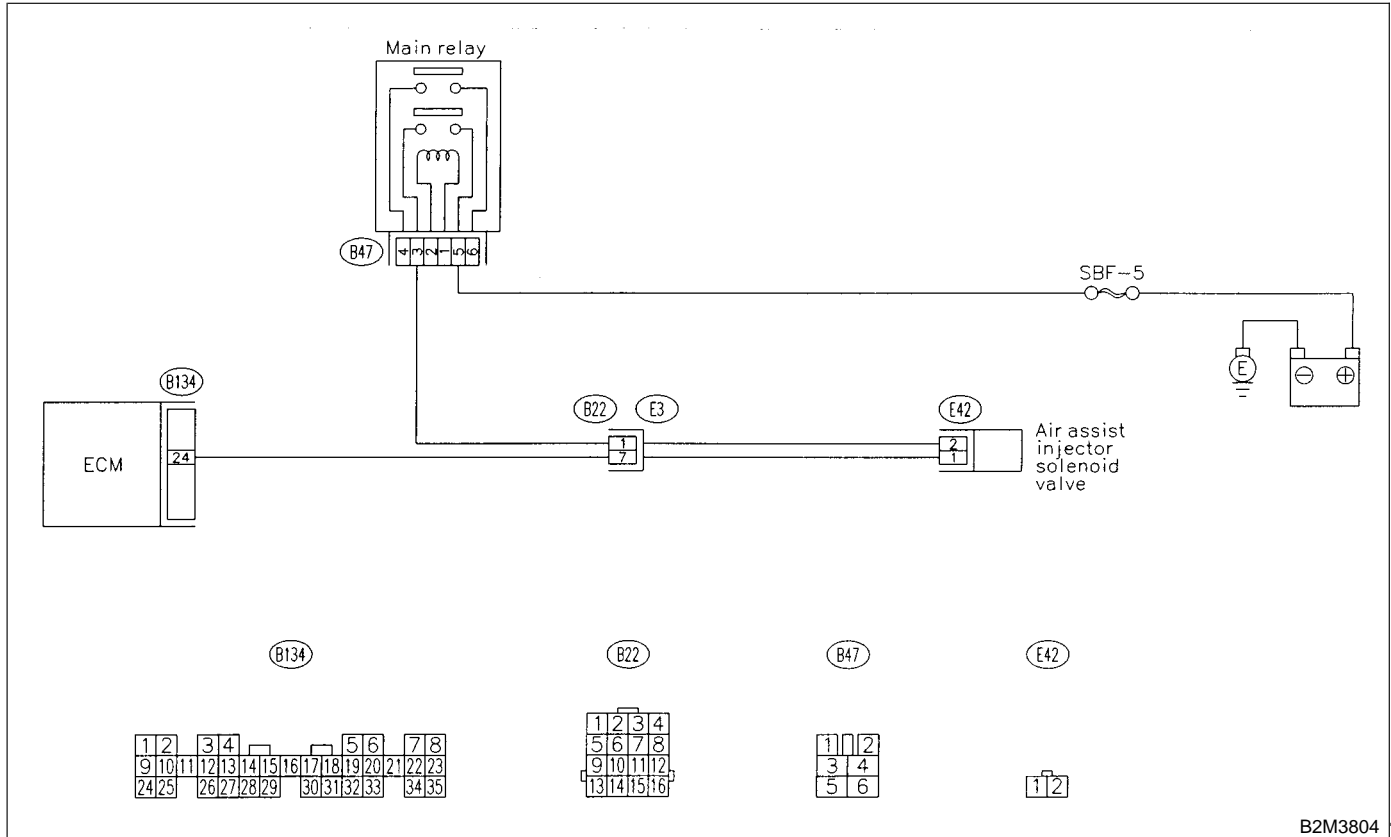 Main relay
B47
4 3 2 1 5 6
SBF-5
E
⊖ ⊕
B134
B22 E3
E42
ECM
24
1
7
2
1
Air assist
injector
solenoid
valve
B134
B22
B47
E42
1 2 3 4 5 6 7 8
9 10 11 12 13 14 15 16 17 18 19 20 21 22 23
24 25 26 27 28 29 30 31 32 33 34 35
1 2 3 4
5 6 7 8
9 10 11 12
13 14 15 16
1 2
3 4
5 6
1 2
B2M3804